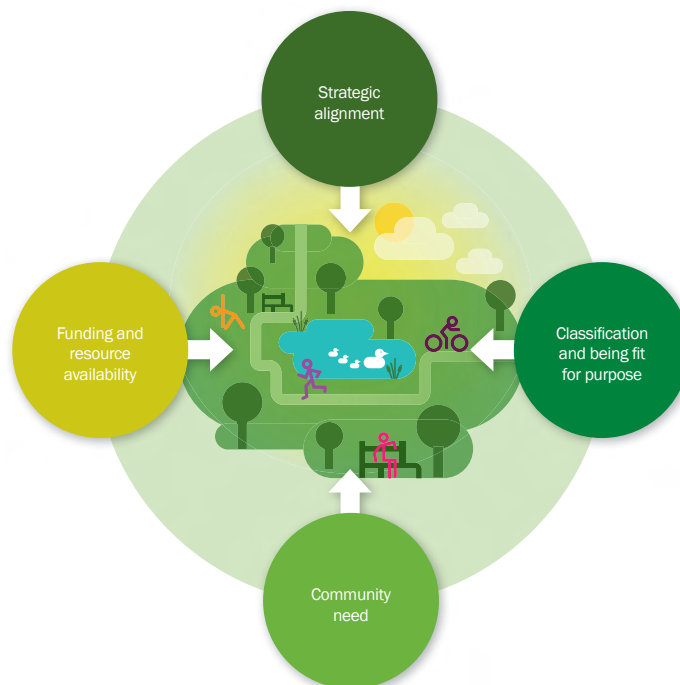 Strategic
alignment
Funding and
resource
availability
Classification
and being fit
for purpose
Community
need